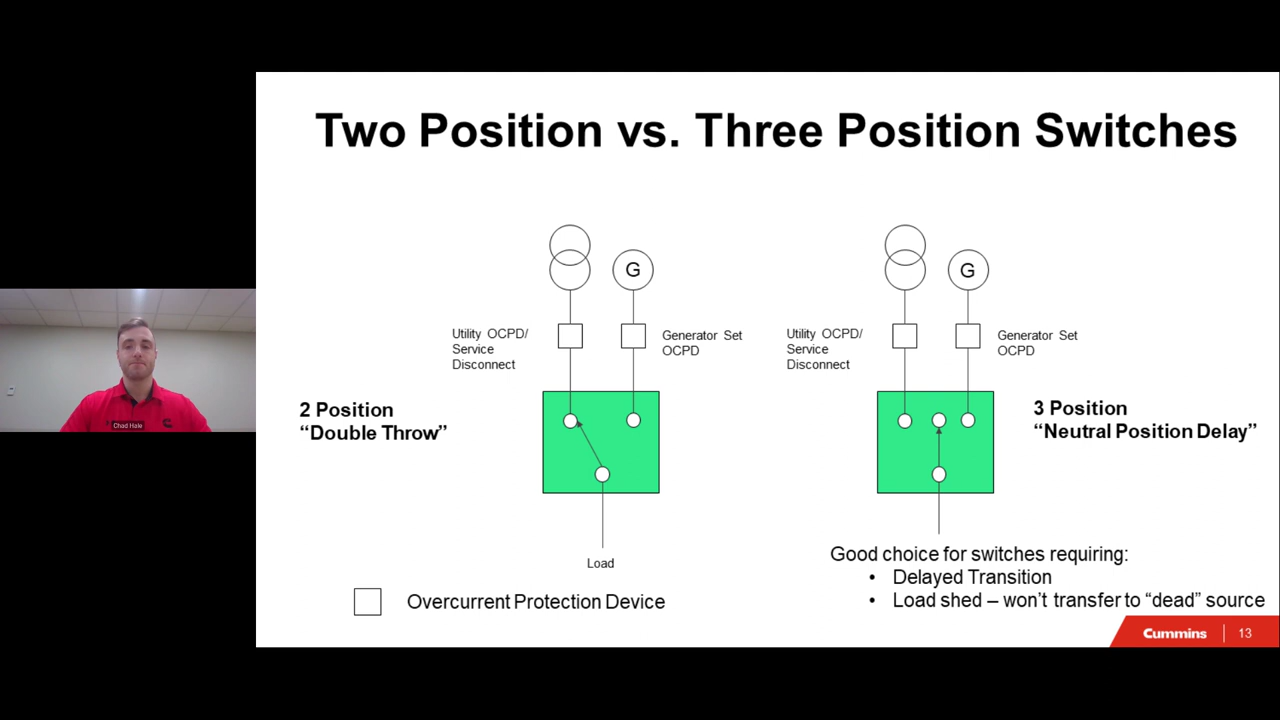 Two Position vs. Three Position Switches
G
G
Utility OCPD/
Service
Disconnect
Generator Set
OCPD
Utility OCPD/
Service
Disconnect
Generator Set
OCPD
2 Position
“Double Throw”
3 Position
“Neutral Position Delay”
Load
Good choice for switches requiring:
• Delayed Transition
• Load shed – won’t transfer to “dead” source
Overcurrent Protection Device
Chad Hale
Cummins
13